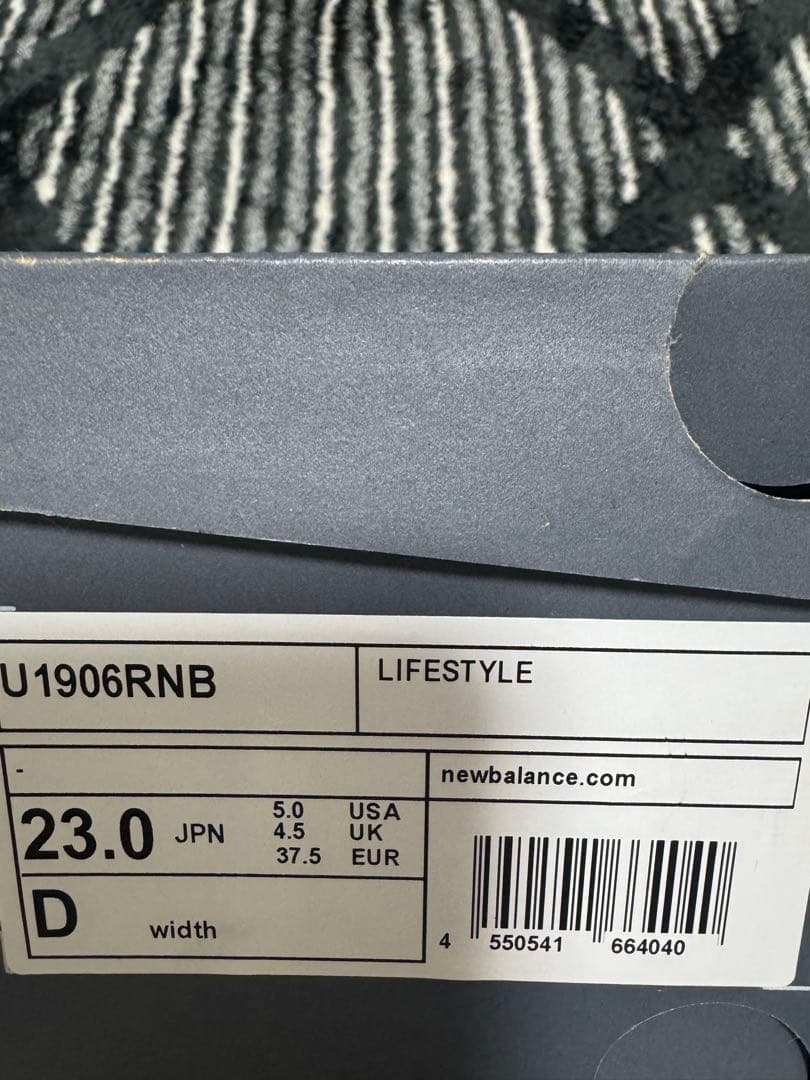 U1906RNB
LIFESTYLE
-
newbalance.com
23.0 JPN
5.0 USA
4.5 UK
37.5 EUR
D width
4 550541 664040